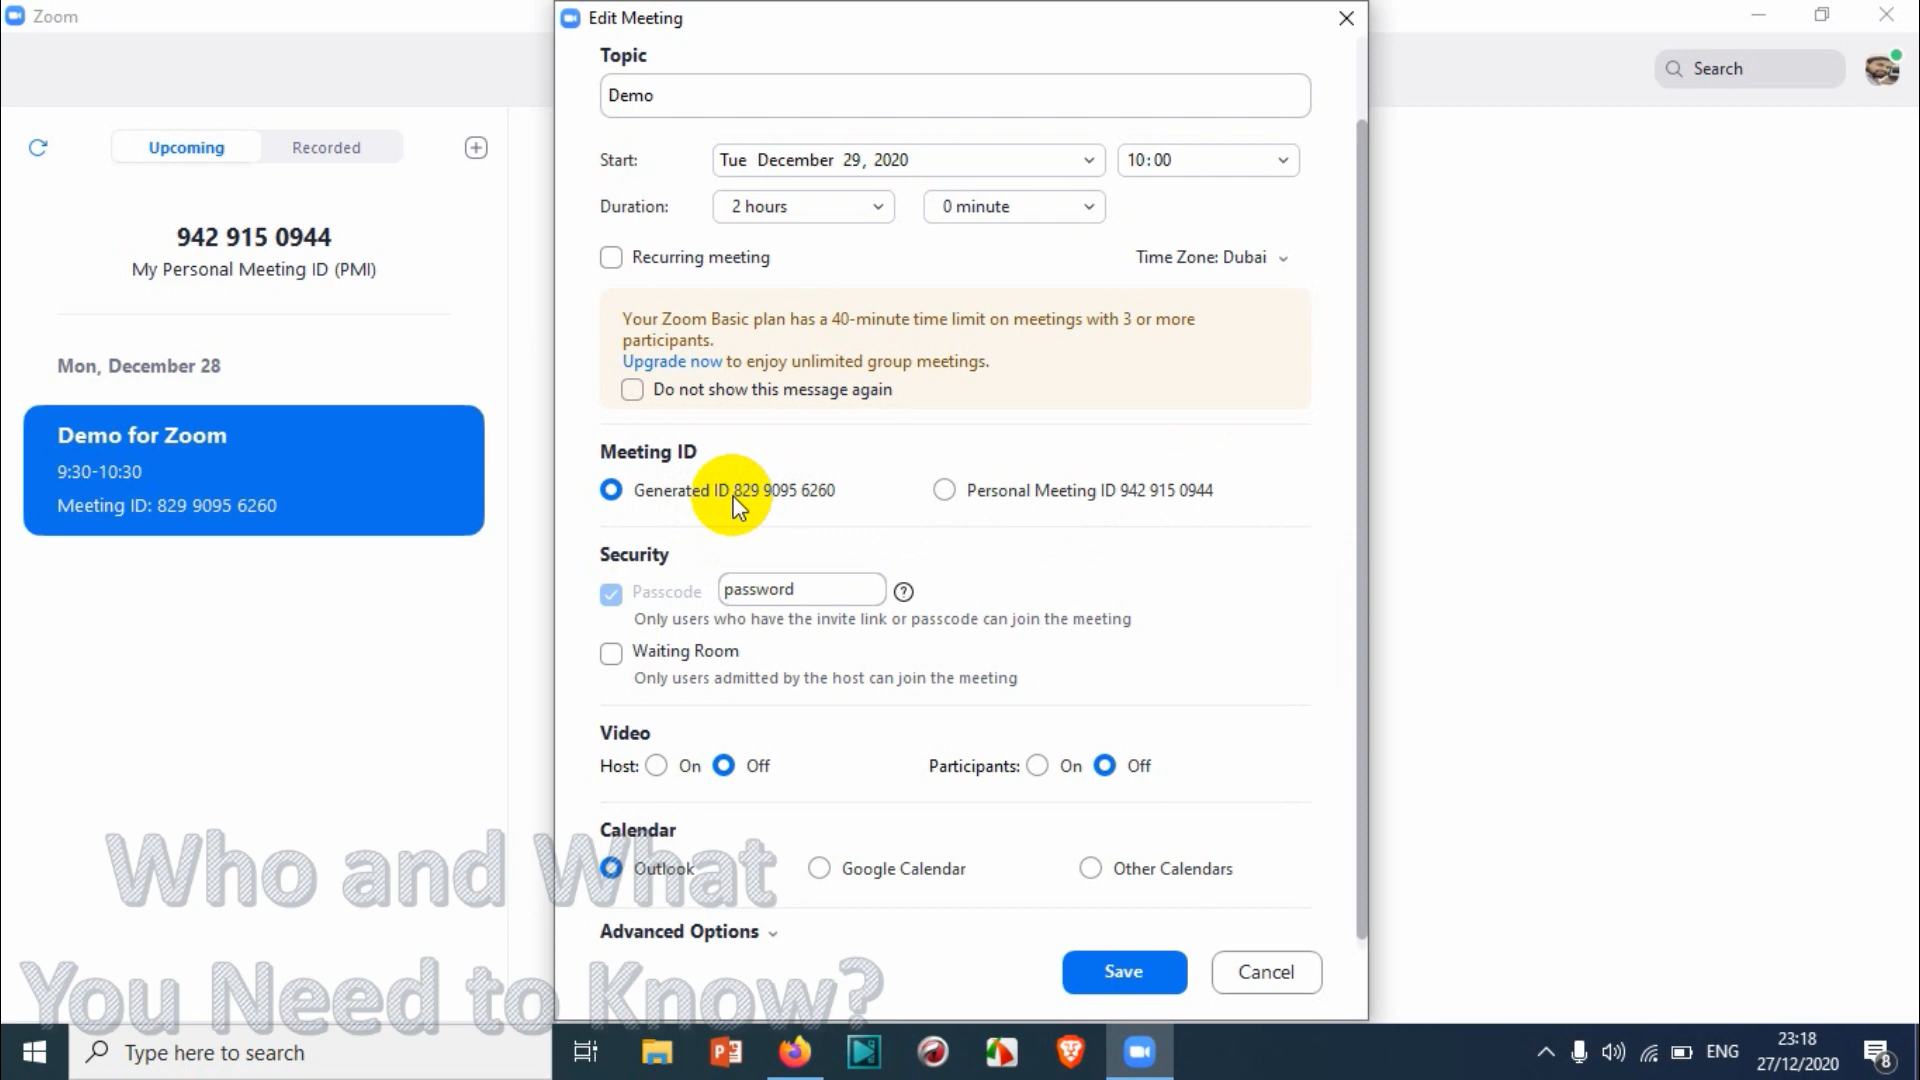 Zoom
Edit Meeting
Topic
Demo
Search
Upcoming
Recorded
Start:
Tue December 29, 2020
10:00
Duration:
2 hours
0 minute
942 915 0944
My Personal Meeting ID (PMI)
Recurring meeting
Time Zone: Dubai
Your Zoom Basic plan has a 40-minute time limit on meetings with 3 or more
participants.
Upgrade now to enjoy unlimited group meetings.
Do not show this message again
Mon, December 28
Demo for Zoom
9:30-10:30
Meeting ID: 829 9095 6260
Meeting ID
Generated ID 829 9095 6260
Personal Meeting ID 942 915 0944
Security
Passcode
password
?
Only users who have the invite link or passcode can join the meeting
Waiting Room
Only users admitted by the host can join the meeting
Video
Host:
On
Off
Participants:
On
Off
Calendar
Outlook
Google Calendar
Other Calendars
Advanced Options
Save
Cancel
Who and What
You Need to Know?
Type here to search
ENG
23:18
27/12/2020
8